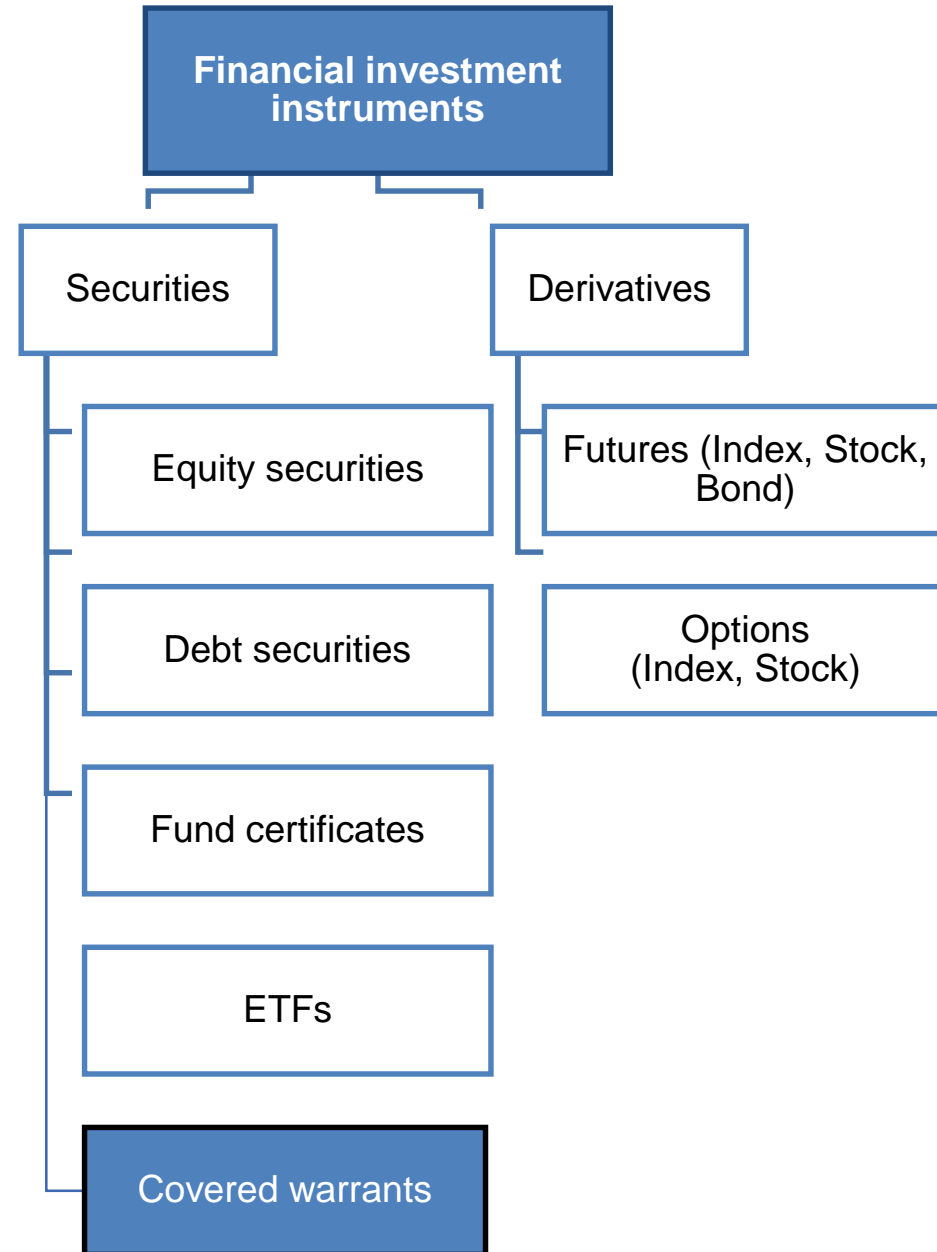 Financial investment
instruments
Securities
Derivatives
Equity securities
Futures (Index, Stock,
Bond)
Debt securities
Options
(Index, Stock)
Fund certificates
ETFs
Covered warrants